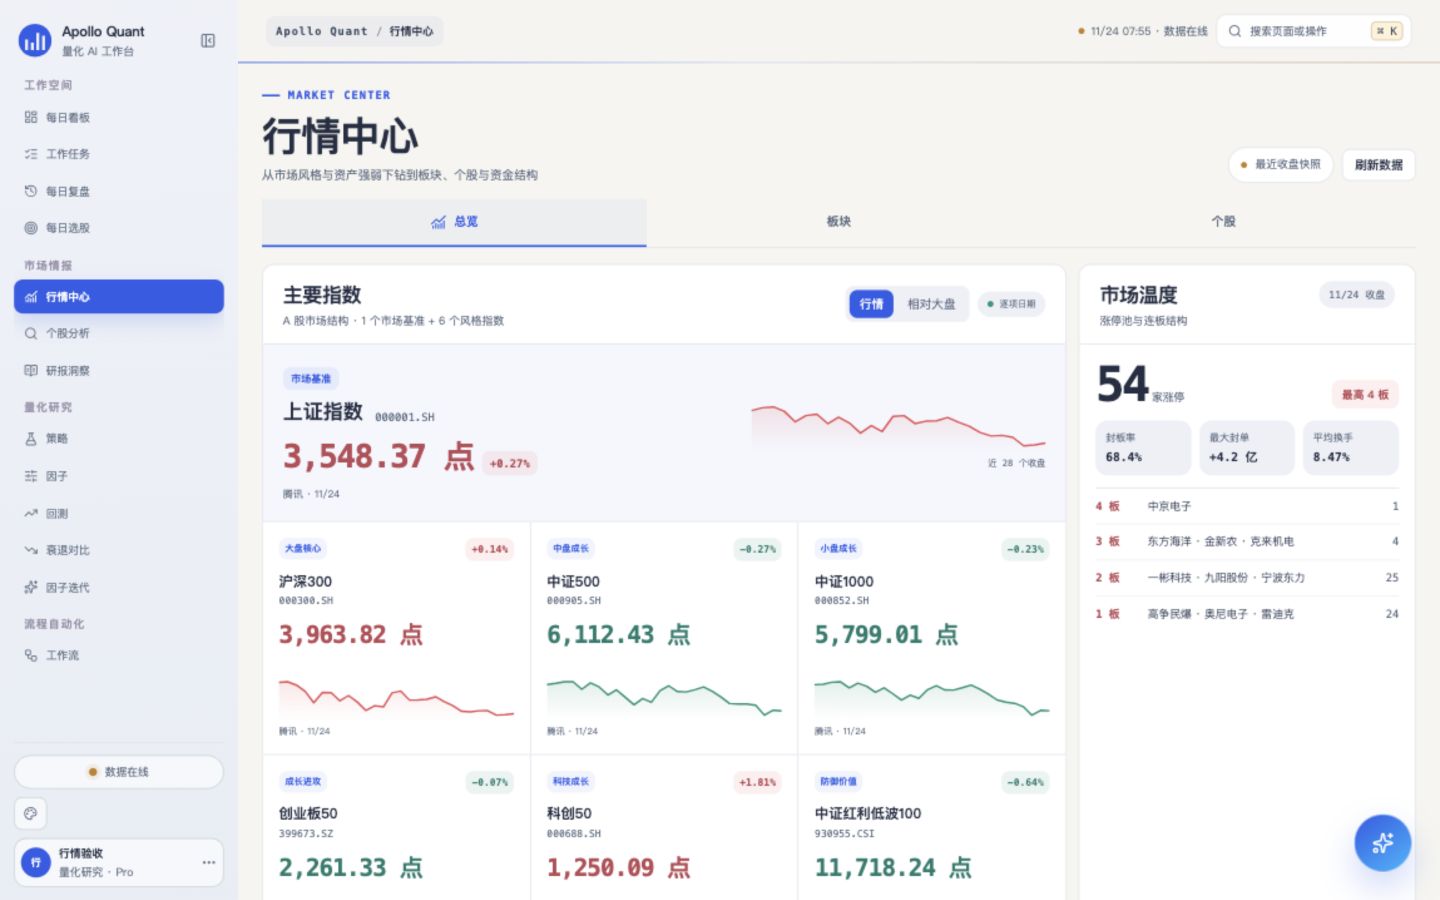 Apollo Quant
量化 AI 工作台
工作空间
每日看板
工作任务
每日复盘
每日选股
市场情报
行情中心
个股分析
研报洞察
量化研究
策略
因子
回测
衰退对比
因子迭代
流程自动化
工作流
数据在线
行
行情验收
量化研究 · Pro
Apollo Quant / 行情中心
11/24 07:55 · 数据在线
搜索页面或操作
⌘ K
MARKET CENTER
行情中心
从市场风格与资产强弱下钻到板块、个股与资金结构
最近收盘快照
刷新数据
总览
板块
个股
主要指数
A 股市场结构 · 1 个市场基准 + 6 个风格指数
行情
相对大盘
逐项日期
市场基准
上证指数 000001.SH
3,548.37 点 +0.27%
腾讯 · 11/24
近 28 个收盘
大盘核心 +0.14%
沪深300
000300.SH
3,963.82 点
腾讯 · 11/24
中盘成长 -0.27%
中证500
000905.SH
6,112.43 点
腾讯 · 11/24
小盘成长 -0.23%
中证1000
000852.SH
5,799.01 点
腾讯 · 11/24
成长进攻 -0.07%
创业板50
399673.SZ
2,261.33 点
科技成长 +1.81%
科创50
000688.SH
1,250.09 点
防御价值 -0.64%
中证红利低波100
930955.CSI
11,718.24 点
市场温度
11/24 收盘
涨停池与连板结构
54 家涨停
最高 4 板
封板率
68.4%
最大封单
+4.2 亿
平均换手
8.47%
4 板 中京电子 1
3 板 东方海洋 · 金新农 · 克来机电 4
2 板 一彬科技 · 九阳股份 · 宁波东力 25
1 板 高争民爆 · 奥尼电子 · 雷迪克 24